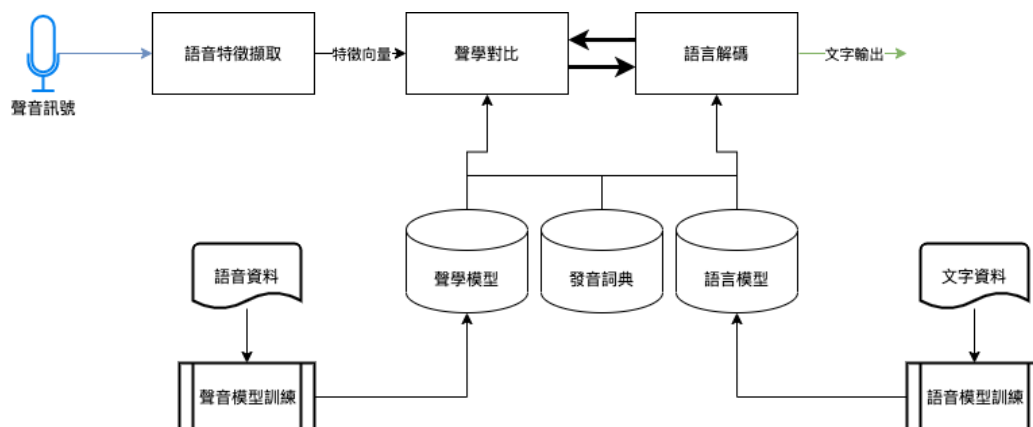 語音特徵擷取
特徵向量
聲學對比
語言解碼
文字輸出
聲音訊號
語音資料
聲學模型
發音詞典
語言模型
文字資料
聲音模型訓練
語音模型訓練